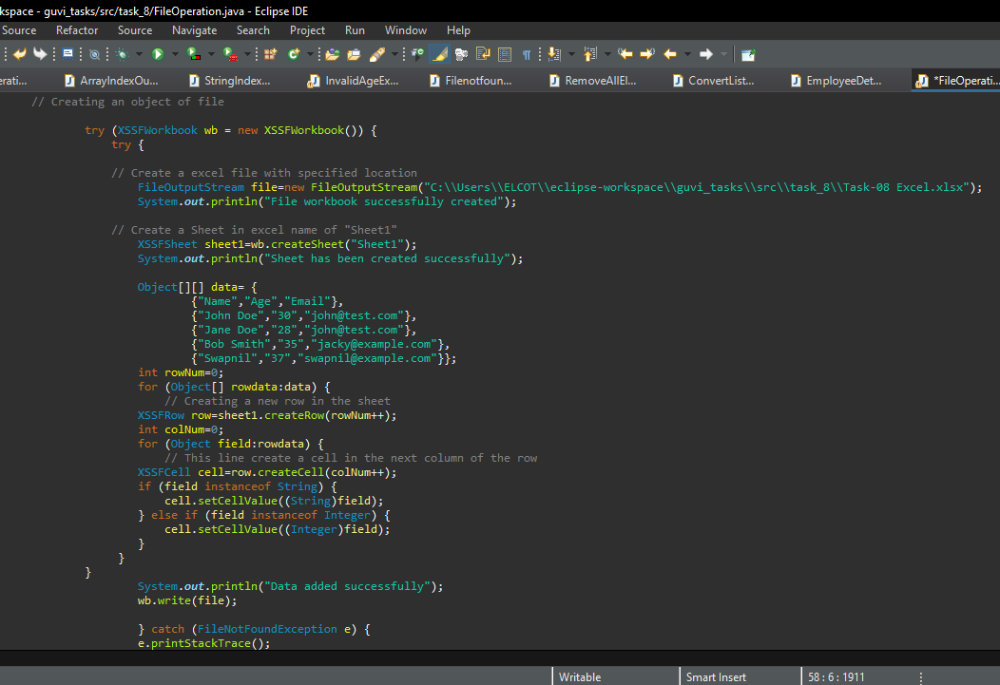 kspace - guvi_tasks/src/task_8/FileOperation.java - Eclipse IDE
Source Refactor Source Navigate Search Project Run Window Help
erati... ArrayIndexOu... StringIndex... InvalidAgeEx... Filenotfoun... RemoveAllEl... ConvertList... EmployeeDet... *FileOperati...
// Creating an object of file
try (XSSFWorkbook wb = new XSSFWorkbook()) {
try {
// Create a excel file with specified location
FileOutputStream file=new FileOutputStream("C:\\Users\\ELCOT\\eclipse-workspace\\guvi_tasks\\src\\task_8\\Task-08 Excel.xlsx");
System.out.println("File workbook successfully created");
// Create a Sheet in excel name of "Sheet1"
XSSFSheet sheet1=wb.createSheet("Sheet1");
System.out.println("Sheet has been created successfully");
Object[][] data= {
{"Name","Age","Email"},
{"John Doe","30","john@test.com"},
{"Jane Doe","28","john@test.com"},
{"Bob Smith","35","jacky@example.com"},
{"Swapnil","37","swapnil@example.com"}};
int rowNum=0;
for (Object[] rowdata:data) {
// Creating a new row in the sheet
XSSFRow row=sheet1.createRow(rowNum++);
int colNum=0;
for (Object field:rowdata) {
// This line create a cell in the next column of the row
XSSFCell cell=row.createCell(colNum++);
if (field instanceof String) {
cell.setCellValue((String)field);
} else if (field instanceof Integer) {
cell.setCellValue((Integer)field);
}
}
}
System.out.println("Data added successfully");
wb.write(file);
} catch (FileNotFoundException e) {
e.printStackTrace();
Writable Smart Insert 58 : 6 : 1911